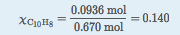 χC₁₀H₈ = 0.0936 mol / 0.670 mol = 0.140